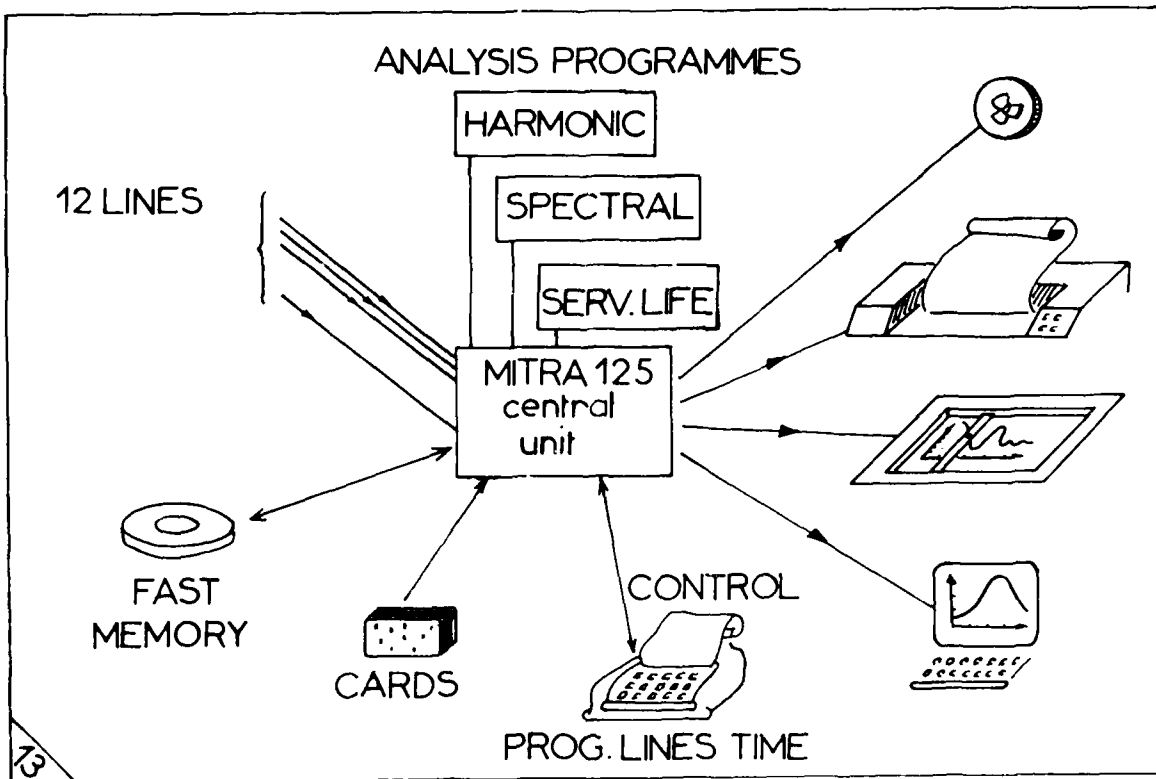 ANALYSIS PROGRAMMES
HARMONIC
12 LINES
SPECTRAL
SERV. LIFE
MITRA 125
central
unit
FAST
MEMORY
CARDS
CONTROL
PROG. LINES TIME
13